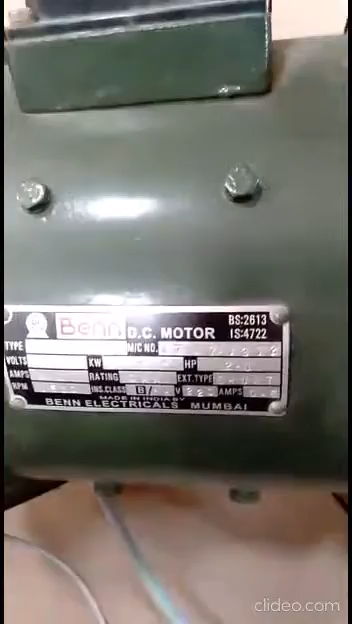 Benn D.C. MOTOR BS:2613
IS:4722
TYPE M/C NO.
VOLTS KW HP
AMPS RATING EXT.TYPE
RPM INS.CLASS B V AMPS
MADE IN INDIA BY
BENN ELECTRICALS MUMBAI
clideo.com